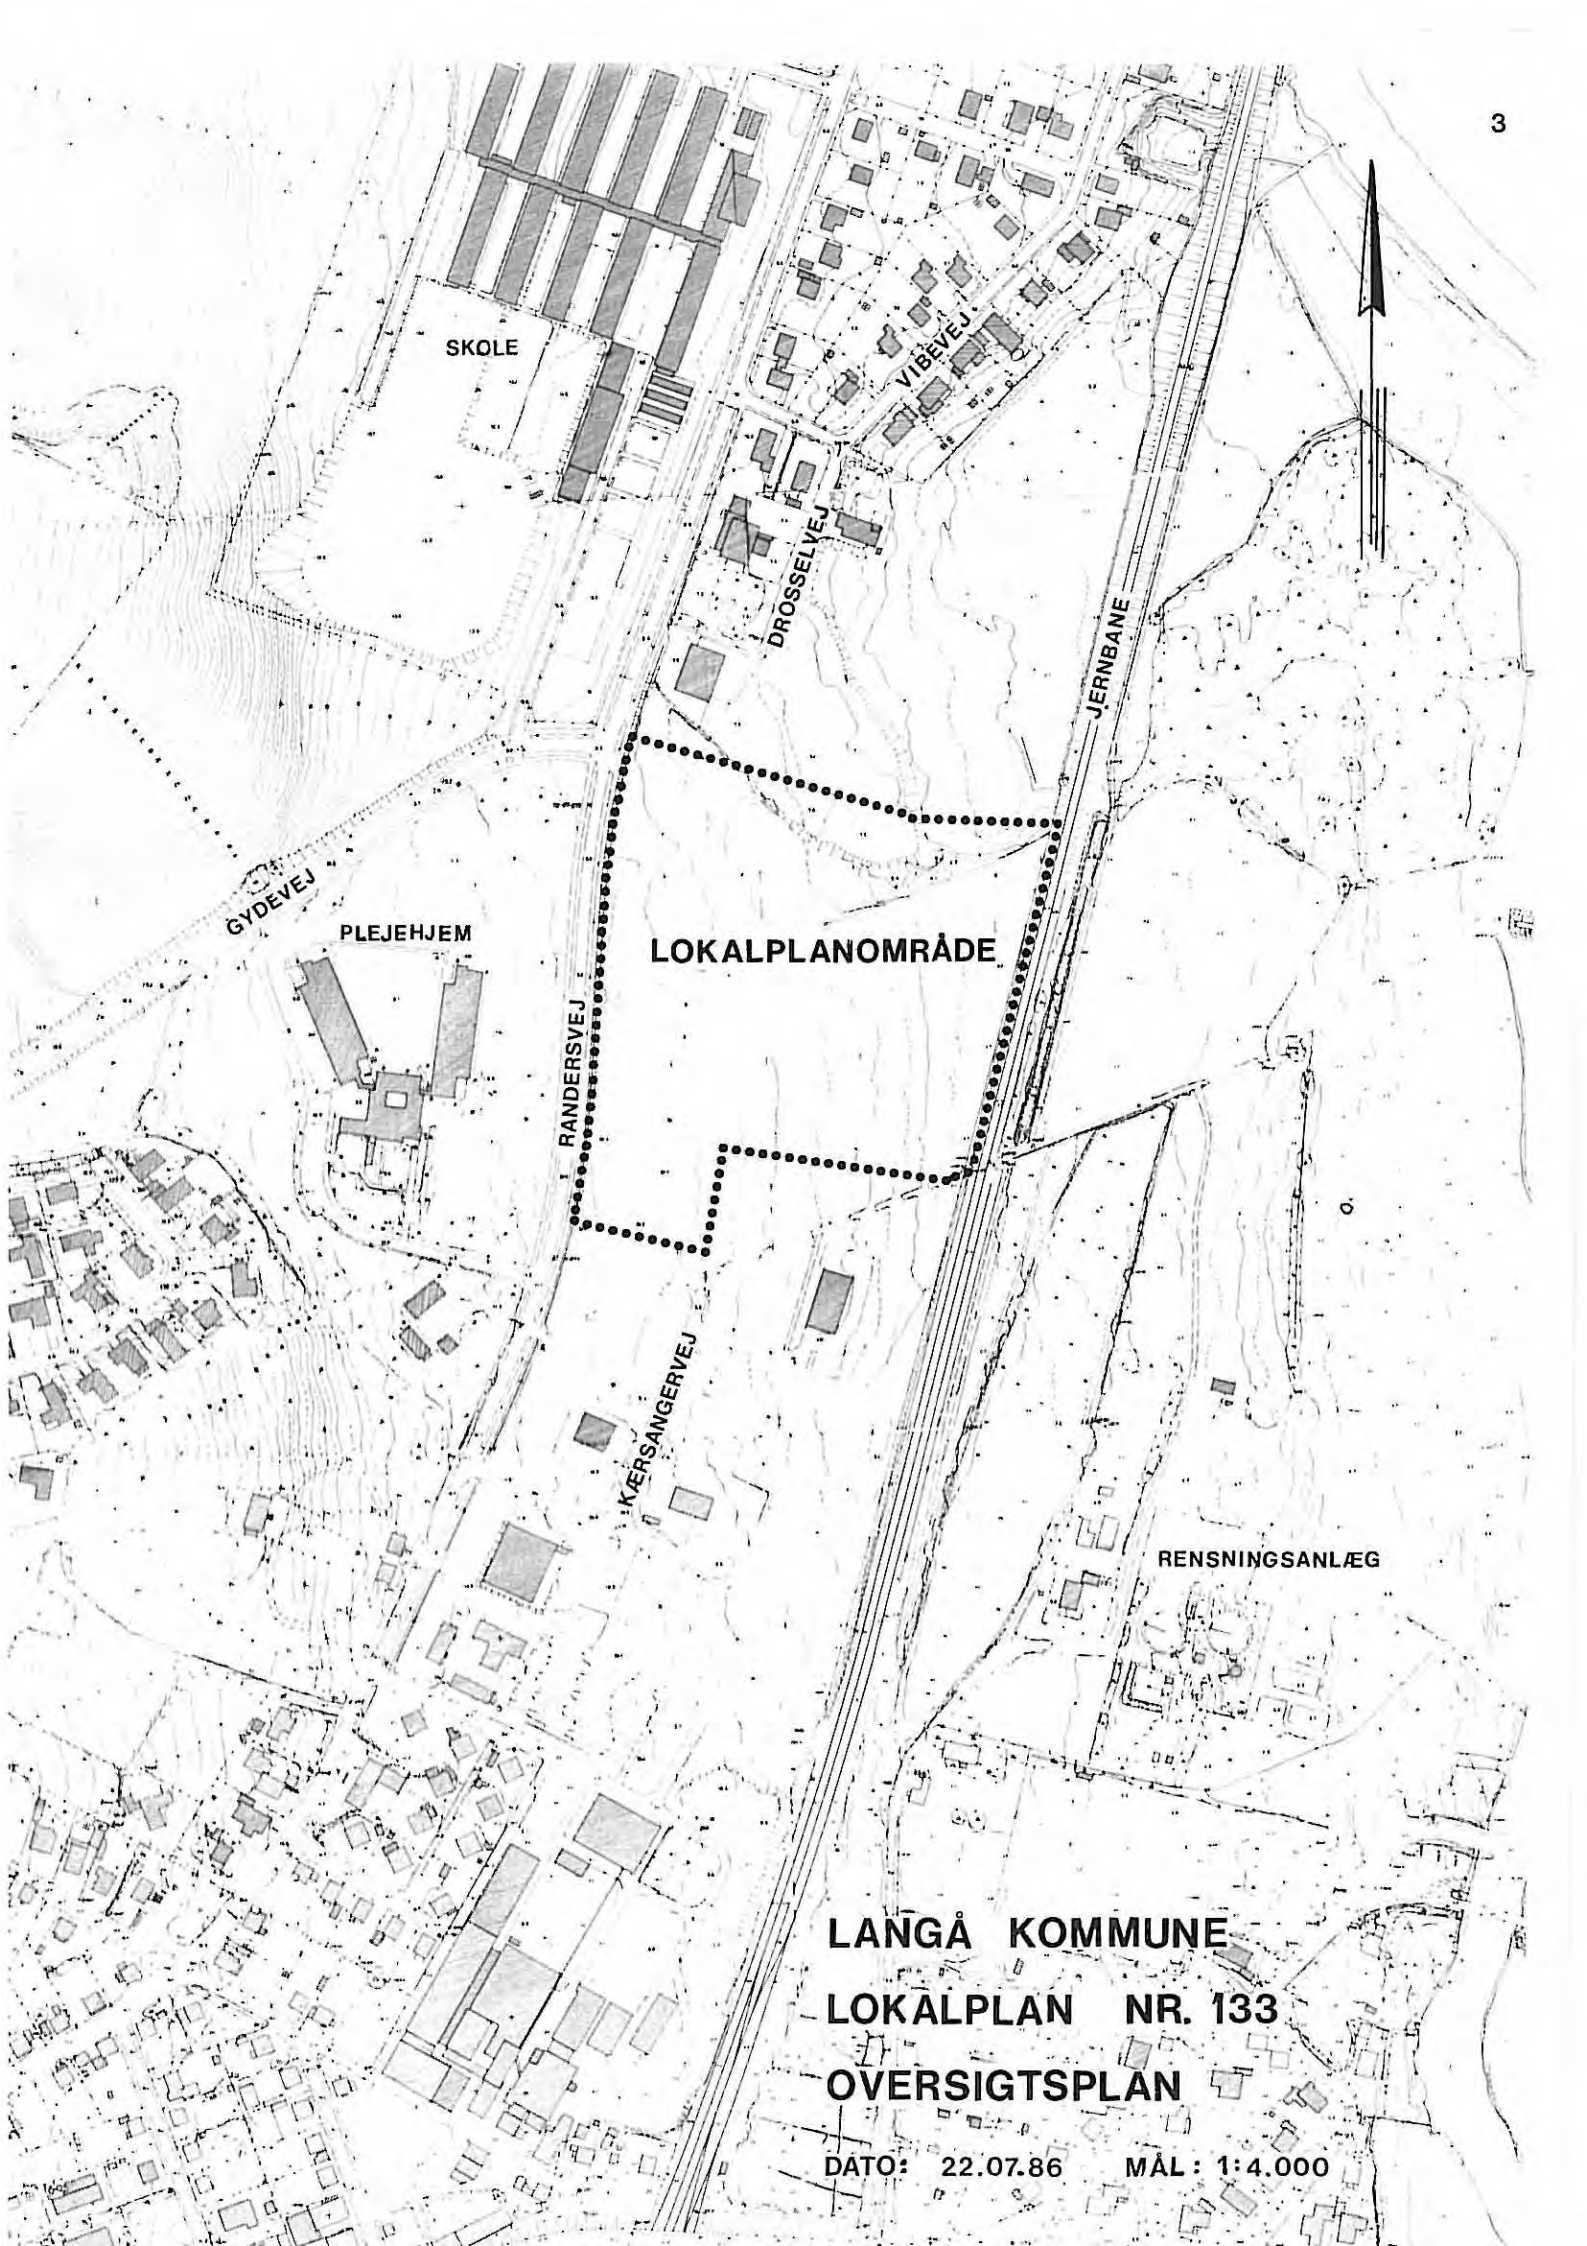 3
SKOLE
VIBEVEJ
DROSSELVEJ
JERNBANE
GYDEVEJ
PLEJEHJEM
LOKALPLANOMRÅDE
RANDERSVEJ
KÆRSANGERVEJ
RENSNINGSANLÆG
LANGÅ KOMMUNE
LOKALPLAN NR. 133
OVERSIGTSPLAN
DATO: 22.07.86 MÅL: 1:4.000